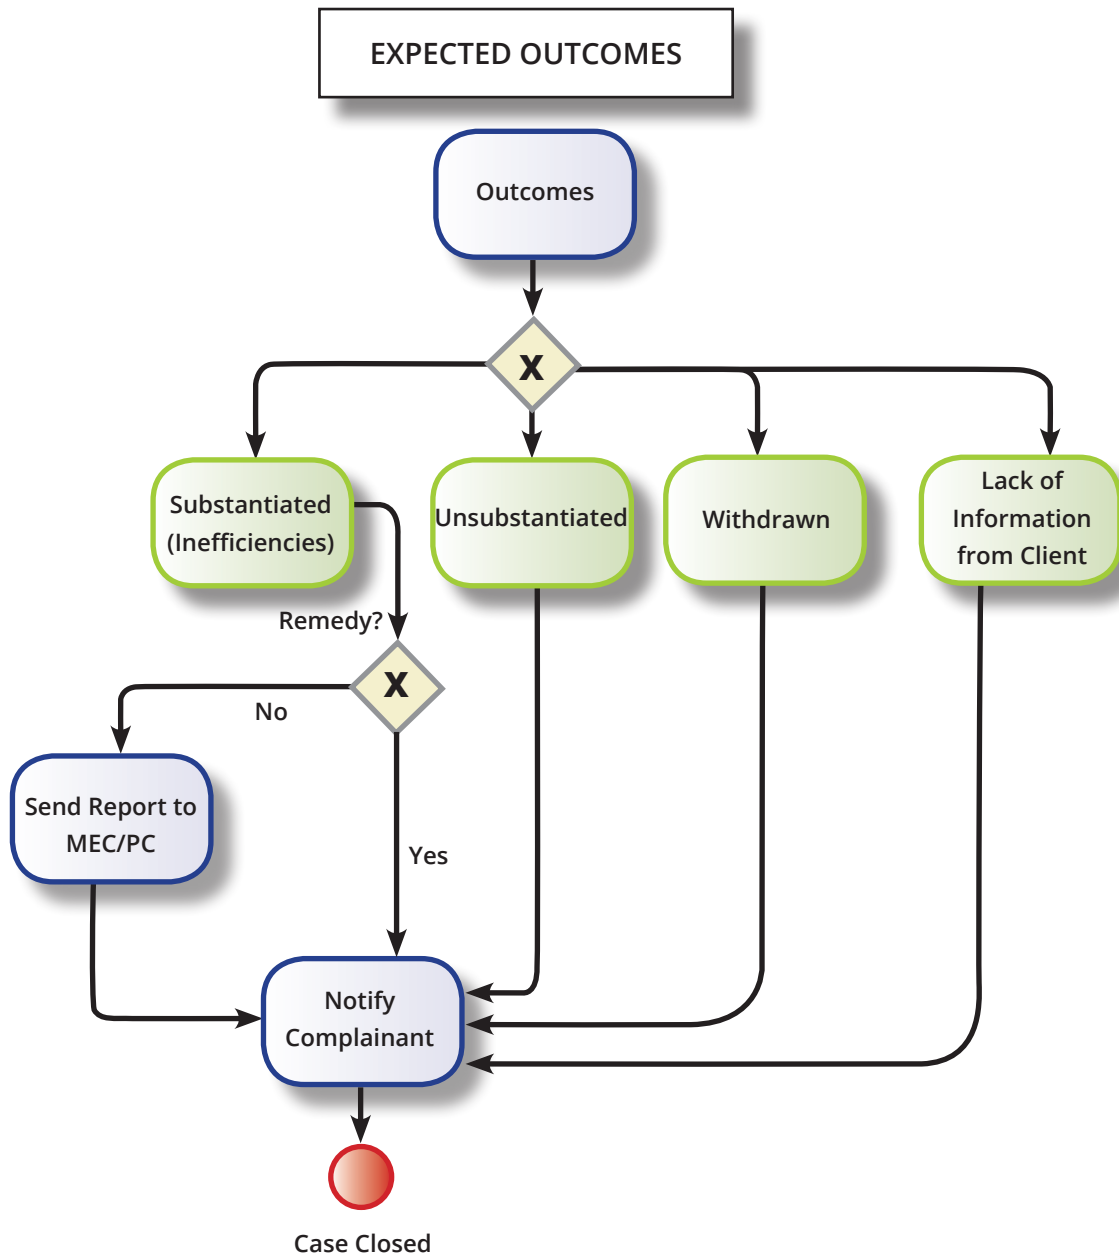 EXPECTED OUTCOMES
Outcomes
X
Substantiated
(Inefficiencies)
Unsubstantiated
Withdrawn
Lack of
Information
from Client
Remedy?
X
No
Send Report to
MEC/PC
Yes
Notify
Complainant
Case Closed